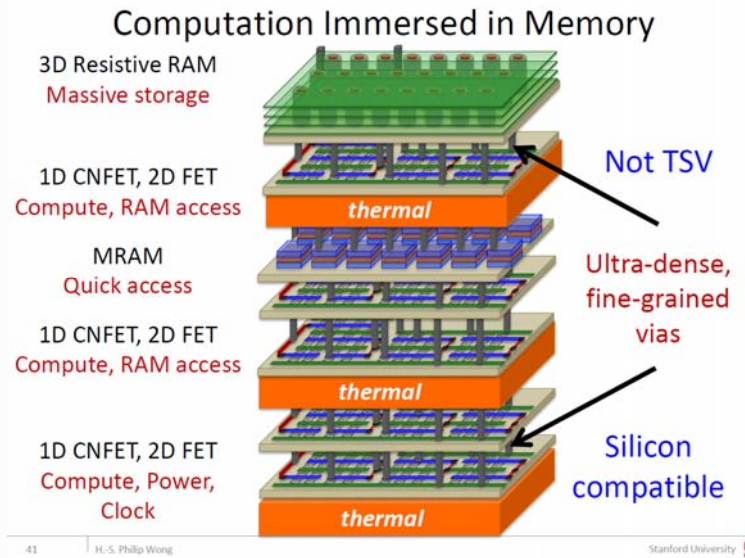 Computation Immersed in Memory
3D Resistive RAM
Massive storage
1D CNFET, 2D FET
Compute, RAM access
thermal
Not TSV
MRAM
Quick access
Ultra-dense,
fine-grained
vias
1D CNFET, 2D FET
Compute, RAM access
thermal
1D CNFET, 2D FET
Compute, Power,
Clock
thermal
Silicon
compatible
41
H.-S. Philip Wong
Stanford University